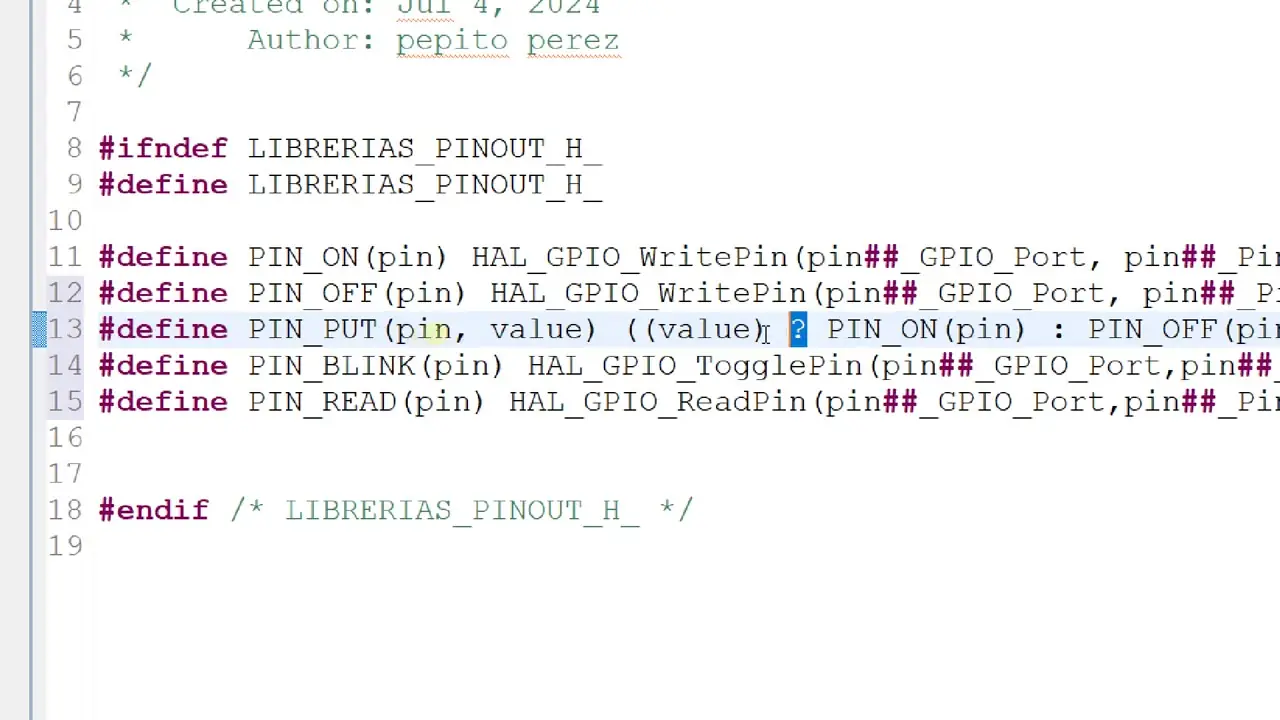 4 * Created on: Jul 4, 2024
5 * Author: pepito perez
6 */
7
8 #ifndef LIBRERIAS_PINOUT_H_
9 #define LIBRERIAS_PINOUT_H_
10
11 #define PIN_ON(pin) HAL_GPIO_WritePin(pin##_GPIO_Port, pin##_Pin
12 #define PIN_OFF(pin) HAL_GPIO_WritePin(pin##_GPIO_Port, pin##_P
13 #define PIN_PUT(pin, value) ((value) ? PIN_ON(pin) : PIN_OFF(pin
14 #define PIN_BLINK(pin) HAL_GPIO_TogglePin(pin##_GPIO_Port,pin##_
15 #define PIN_READ(pin) HAL_GPIO_ReadPin(pin##_GPIO_Port,pin##_Pin
16
17
18 #endif /* LIBRERIAS_PINOUT_H_ */
19